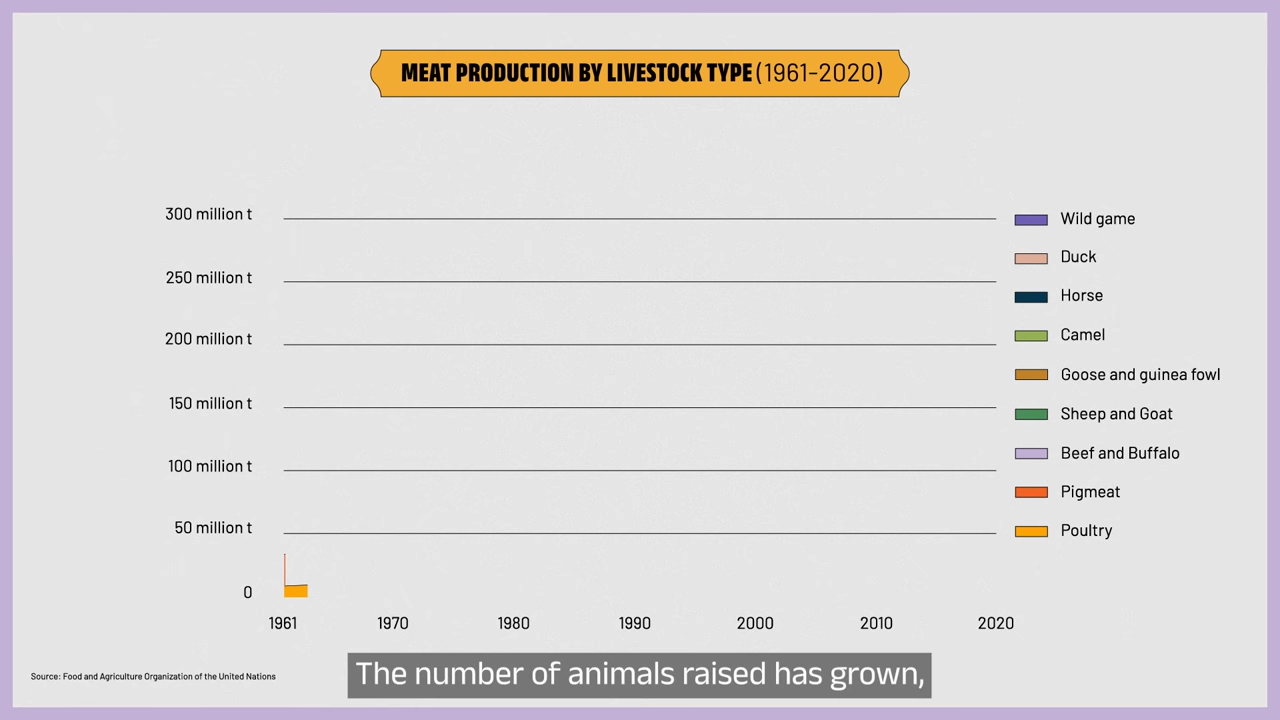 MEAT PRODUCTION BY LIVESTOCK TYPE (1961-2020)
300 million t
250 million t
200 million t
150 million t
100 million t
50 million t
0
1961 1970 1980 1990 2000 2010 2020
Wild game
Duck
Horse
Camel
Goose and guinea fowl
Sheep and Goat
Beef and Buffalo
Pigmeat
Poultry
Source: Food and Agriculture Organization of the United Nations
The number of animals raised has grown,